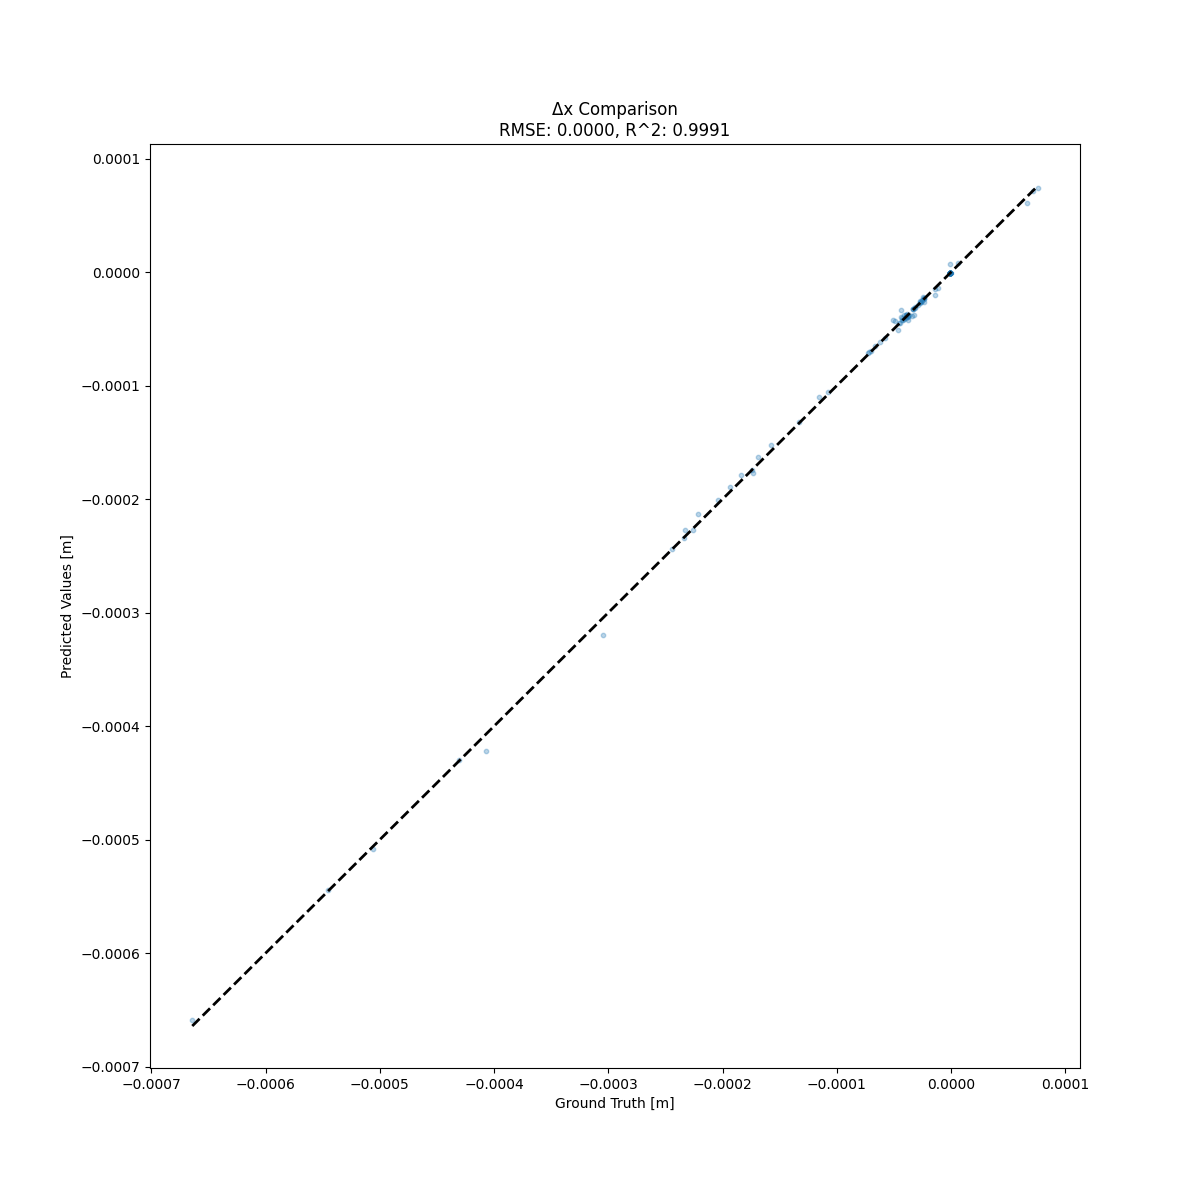 Δx Comparison
RMSE: 0.0000, R^2: 0.9991
0.0001
0.0000
−0.0001
−0.0002
−0.0003
−0.0004
−0.0005
−0.0006
−0.0007
Predicted Values [m]
−0.0007 −0.0006 −0.0005 −0.0004 −0.0003 −0.0002 −0.0001 0.0000 0.0001
Ground Truth [m]